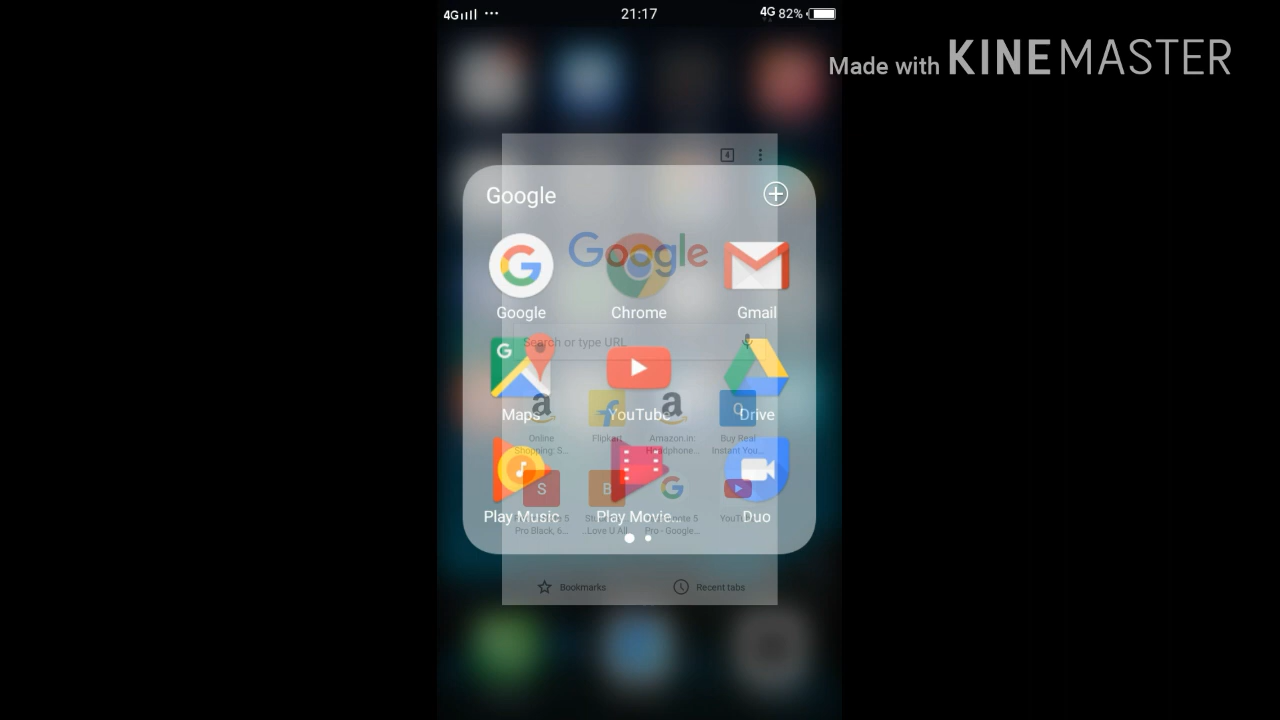 4G 21:17 4G 82%
Made with KINEMASTER
4
Google
Google
Google Chrome Gmail
Search or type URL
Maps YouTube Drive
Online Flipkart Amazon.in: Buy Real
Shopping: S... Headphone... Instant You...
S B
Play Music Play Movie... Duo
Pro Black, 6... ..Love U All Pro - Google...
Bookmarks Recent tabs